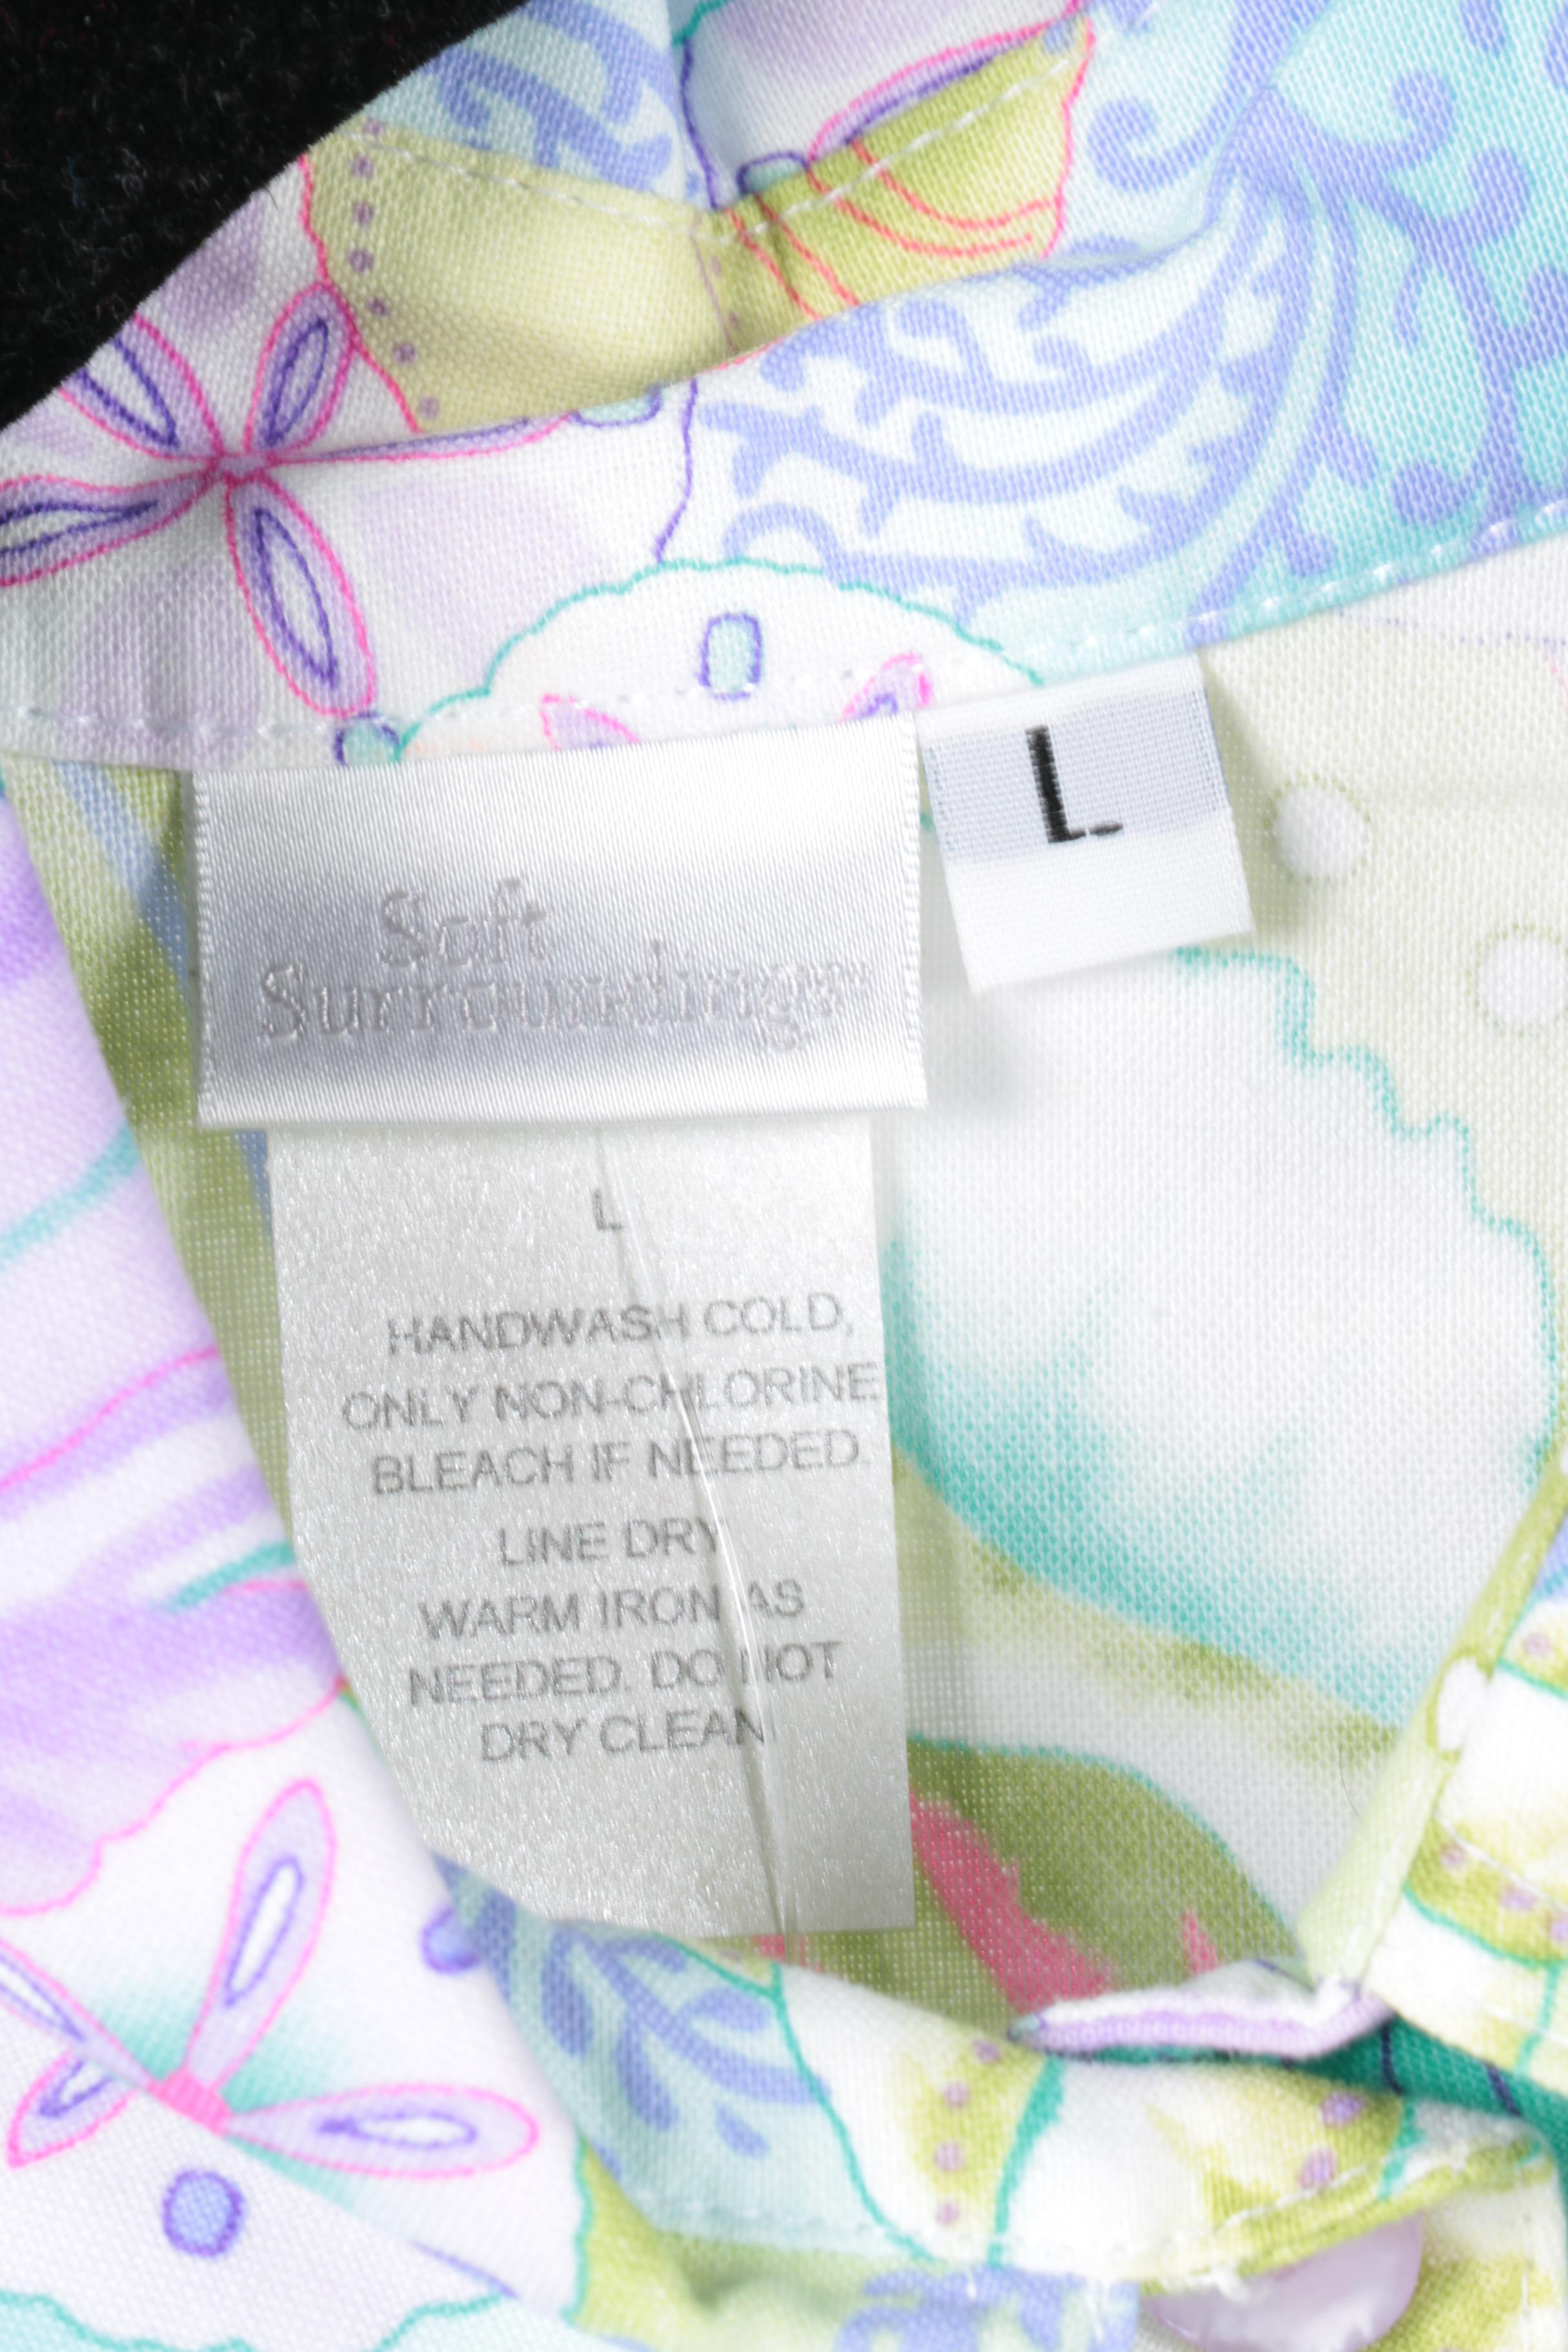 Soft
Surroundings
L
L
HANDWASH COLD,
ONLY NON-CHLORINE
BLEACH IF NEEDED.
LINE DRY
WARM IRON AS
NEEDED. DO NOT
DRY CLEAN